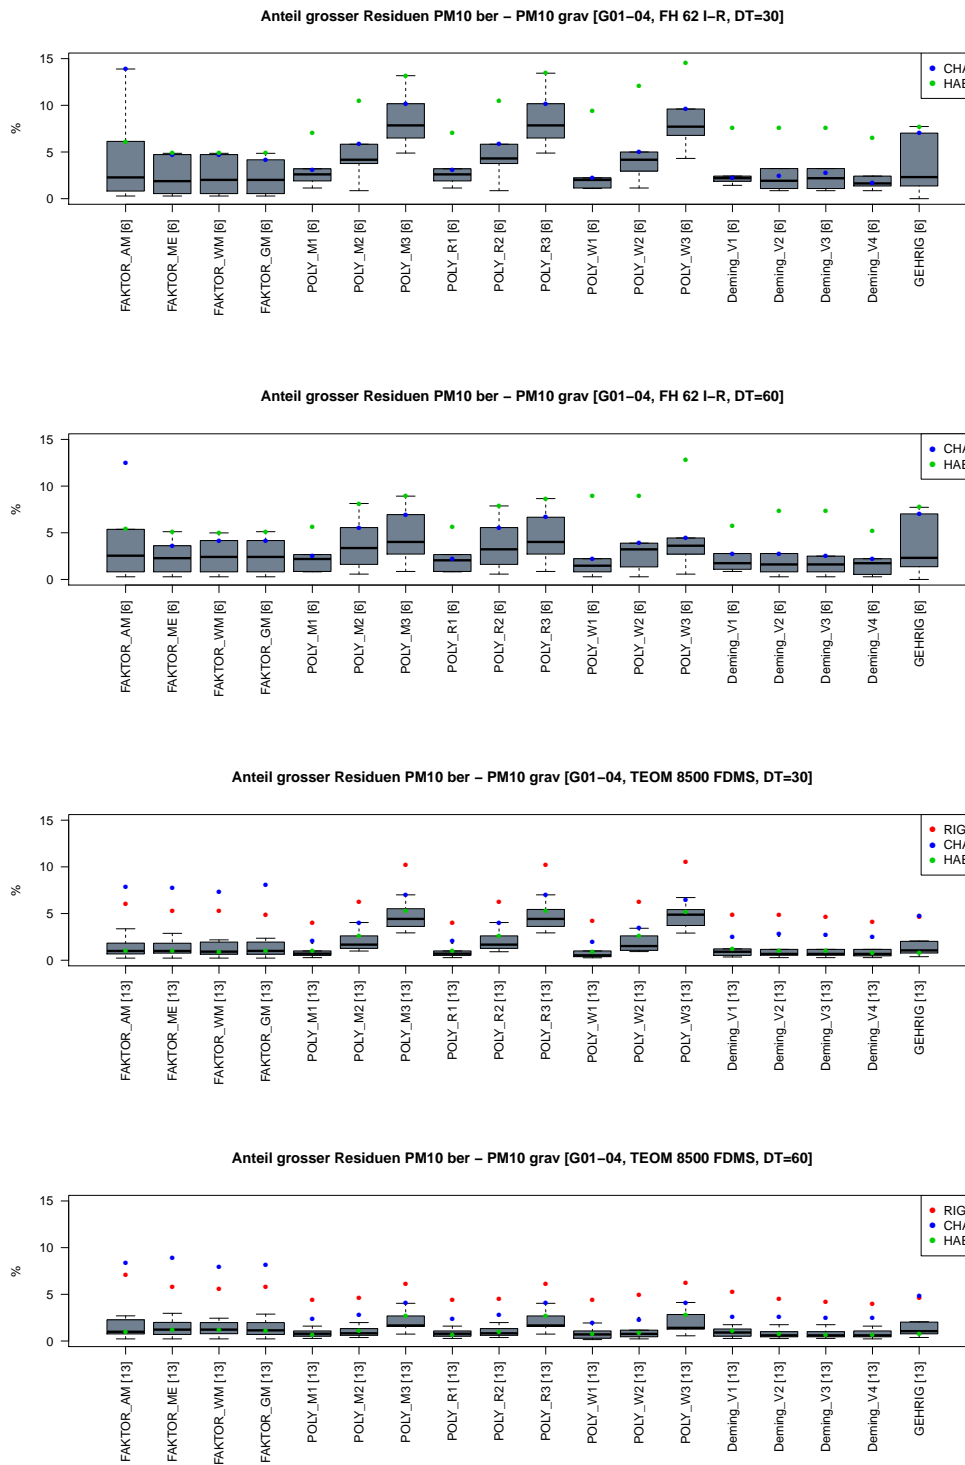 Anteil grosser Residuen PM10 ber − PM10 grav [G01−04, FH 62 I−R, DT=30]
15
10
5
0
%
CHA
HAE
FAKTOR_AM [6]
FAKTOR_ME [6]
FAKTOR_WM [6]
FAKTOR_GM [6]
POLY_M1 [6]
POLY_M2 [6]
POLY_M3 [6]
POLY_R1 [6]
POLY_R2 [6]
POLY_R3 [6]
POLY_W1 [6]
POLY_W2 [6]
POLY_W3 [6]
Deming_V1 [6]
Deming_V2 [6]
Deming_V3 [6]
Deming_V4 [6]
GEHRIG [6]
Anteil grosser Residuen PM10 ber − PM10 grav [G01−04, FH 62 I−R, DT=60]
15
10
5
0
%
CHA
HAE
FAKTOR_AM [6]
FAKTOR_ME [6]
FAKTOR_WM [6]
FAKTOR_GM [6]
POLY_M1 [6]
POLY_M2 [6]
POLY_M3 [6]
POLY_R1 [6]
POLY_R2 [6]
POLY_R3 [6]
POLY_W1 [6]
POLY_W2 [6]
POLY_W3 [6]
Deming_V1 [6]
Deming_V2 [6]
Deming_V3 [6]
Deming_V4 [6]
GEHRIG [6]
Anteil grosser Residuen PM10 ber − PM10 grav [G01−04, TEOM 8500 FDMS, DT=30]
15
10
5
0
%
RIG
CHA
HAE
FAKTOR_AM [13]
FAKTOR_ME [13]
FAKTOR_WM [13]
FAKTOR_GM [13]
POLY_M1 [13]
POLY_M2 [13]
POLY_M3 [13]
POLY_R1 [13]
POLY_R2 [13]
POLY_R3 [13]
POLY_W1 [13]
POLY_W2 [13]
POLY_W3 [13]
Deming_V1 [13]
Deming_V2 [13]
Deming_V3 [13]
Deming_V4 [13]
GEHRIG [13]
Anteil grosser Residuen PM10 ber − PM10 grav [G01−04, TEOM 8500 FDMS, DT=60]
15
10
5
0
%
RIG
CHA
HAE
FAKTOR_AM [13]
FAKTOR_ME [13]
FAKTOR_WM [13]
FAKTOR_GM [13]
POLY_M1 [13]
POLY_M2 [13]
POLY_M3 [13]
POLY_R1 [13]
POLY_R2 [13]
POLY_R3 [13]
POLY_W1 [13]
POLY_W2 [13]
POLY_W3 [13]
Deming_V1 [13]
Deming_V2 [13]
Deming_V3 [13]
Deming_V4 [13]
GEHRIG [13]